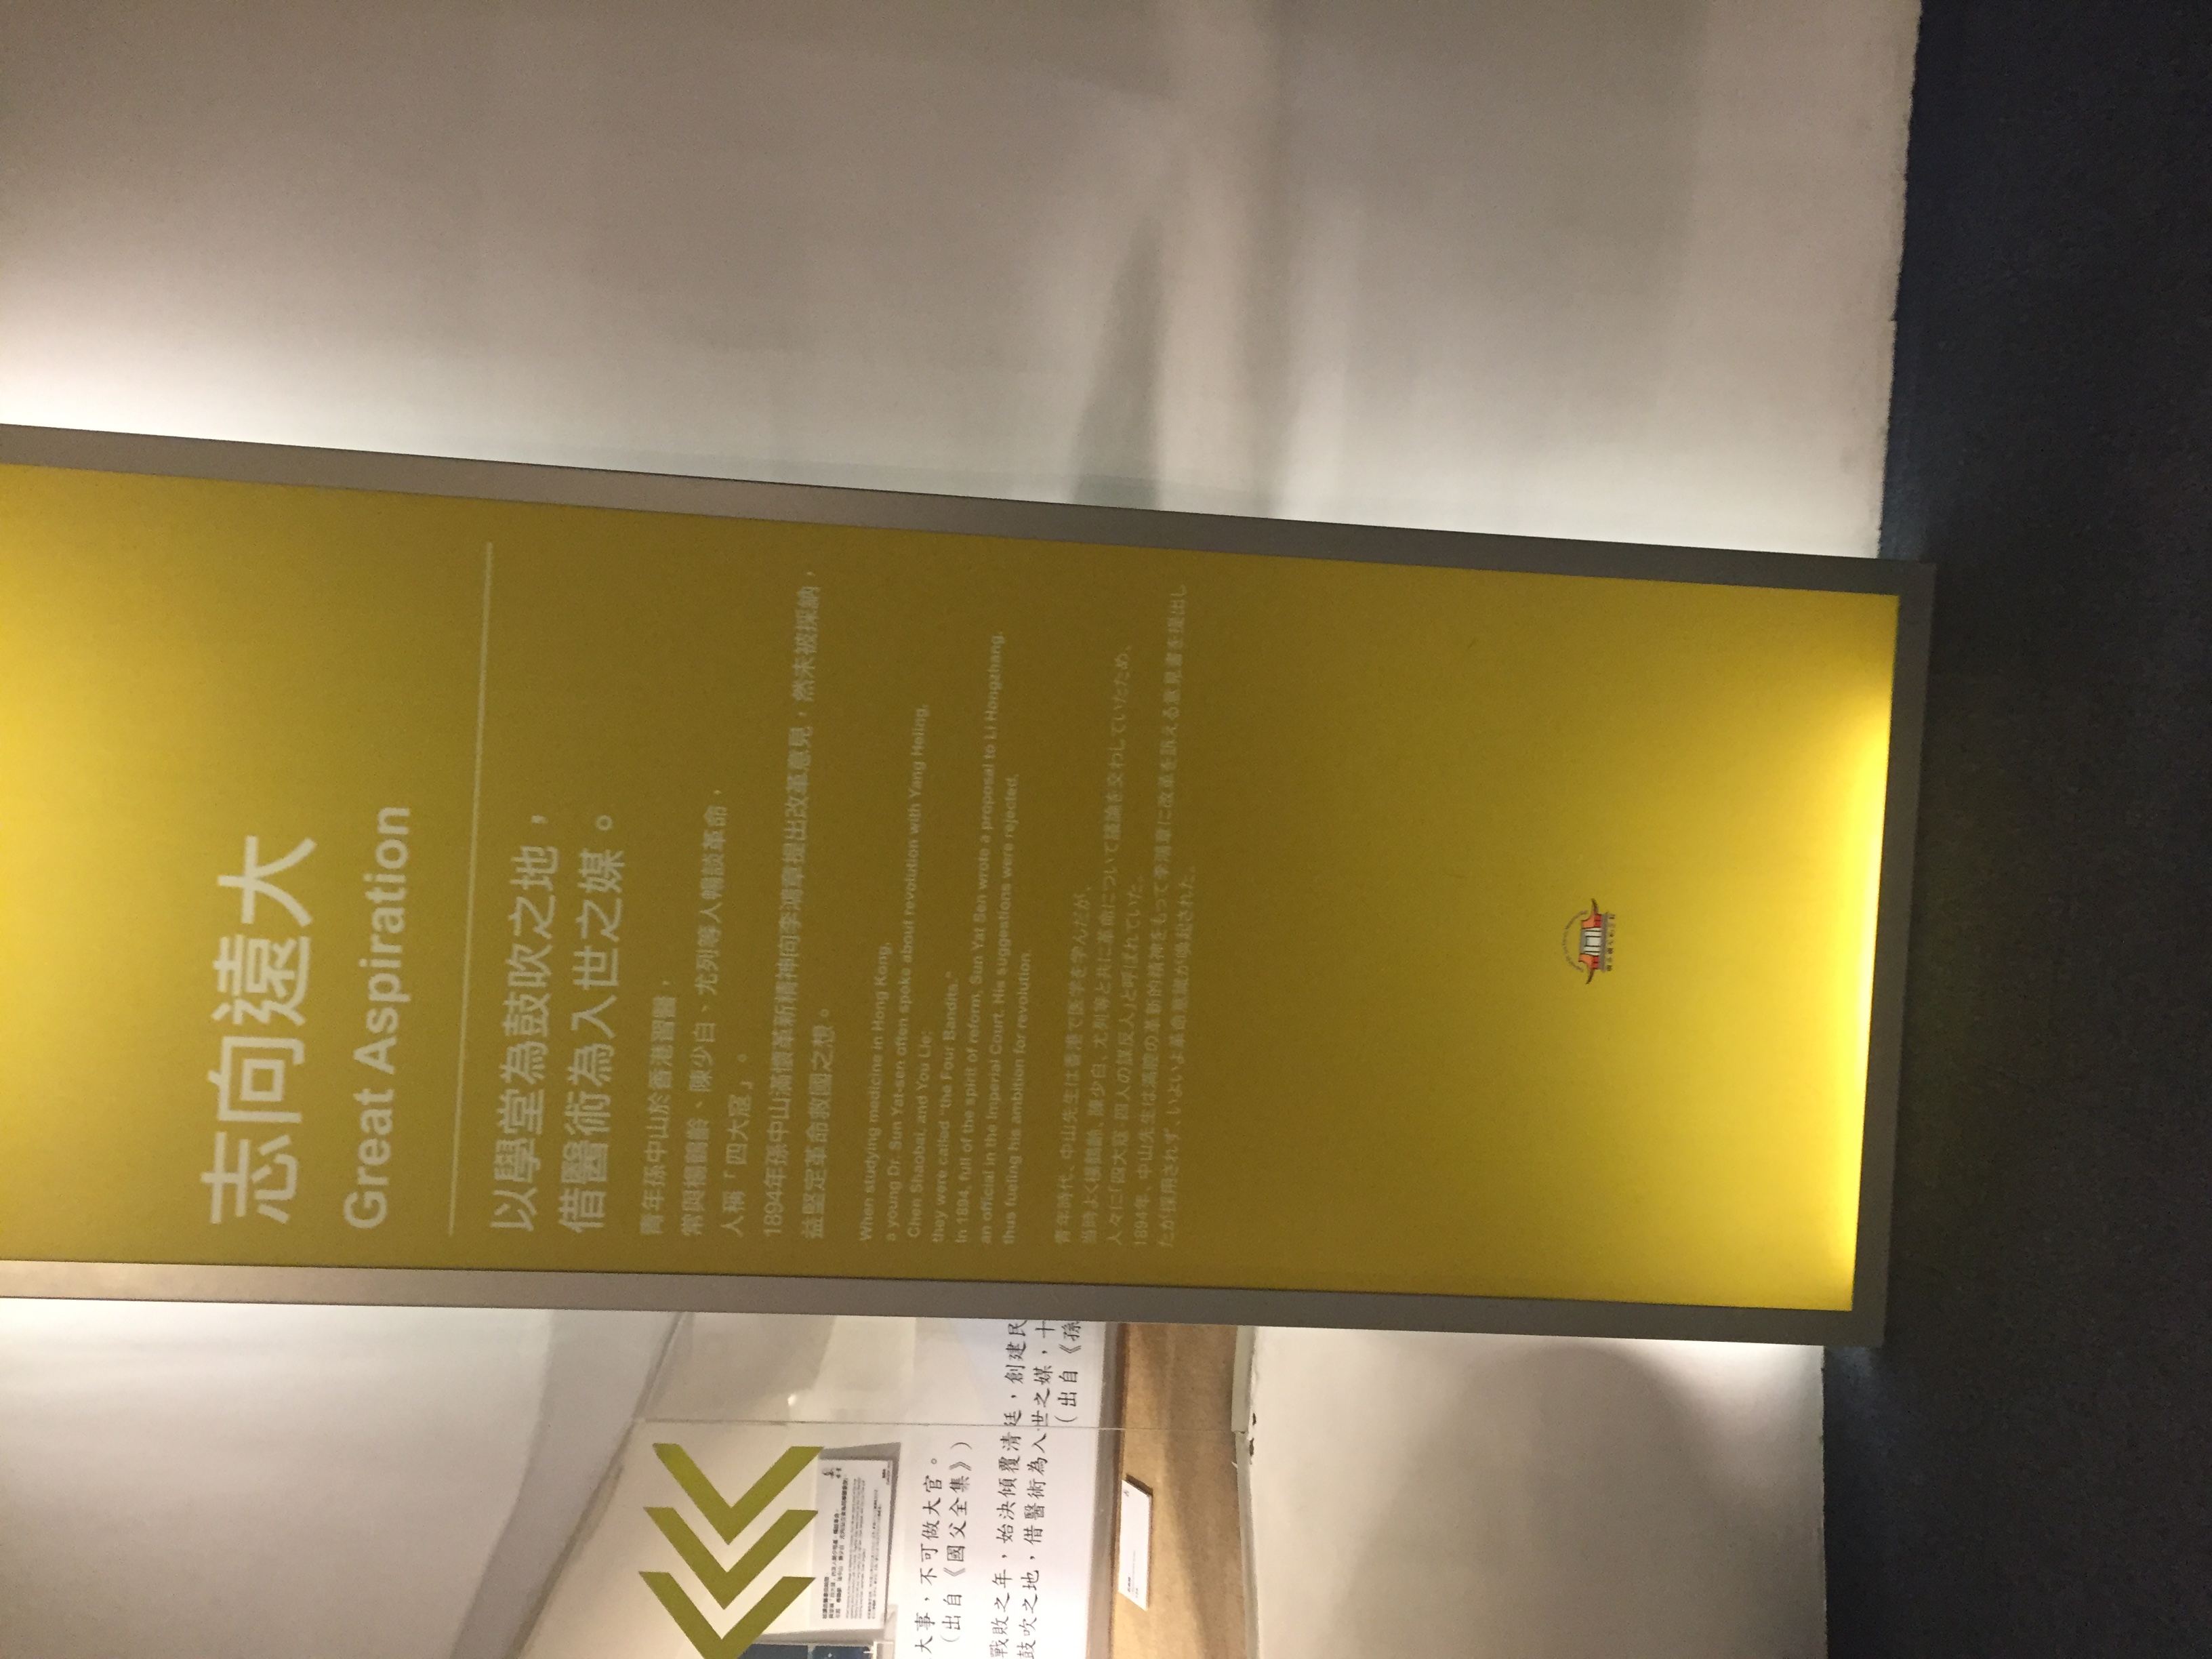 志向遠大
Great Aspiration
以學堂為鼓吹之地，
借醫術為入世之媒。
青年孫中山於香港習醫，
常與楊鶴齡、陳少白、尤列等人暢談革命，
人稱「四大寇」。
1894年孫中山滿懷革新精神向李鴻章提出改革意見，然未被採納，
益堅定革命救國之想。
When studying medicine in Hong Kong,
a young Dr. Sun Yat-sen often spoke about revolution with Yang Heling,
Chen Shaobai, and You Lie;
they were called "the Four Bandits."
In 1894, full of the spirit of reform, Sun Yat Sen wrote a proposal to Li Hongzhang,
an official in the Imperial Court. His suggestions were rejected,
thus fueling his ambition for revolution.
青年時代、中山先生は香港で医学を学んだが、
当時よく楊鶴齡、陳少白、尤列等と共に革命について議論を交わしていたため、
人々に「四大寇 四人の謀反人」と呼ばれていた。
1894年、中山先生は満腔の革新的精神をもって李鴻章に改革を訴える意見書を提出し
たが採用されず、いよいよ革命意識が喚起された。
大事，不可做大官。
（出自《國父全集》）
戰敗之年，始決傾覆清廷，創建民
鼓吹之地，借醫術為入世之媒，十
（出自《孫